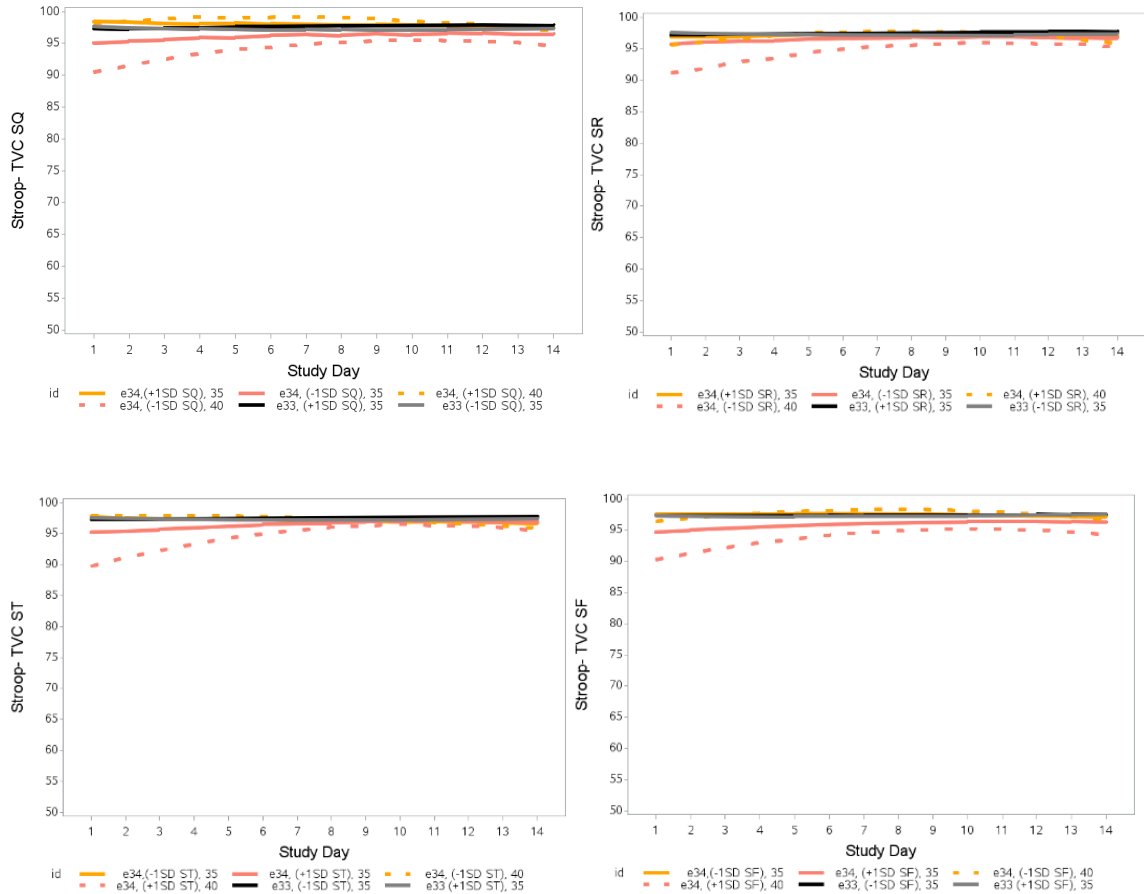 100
95
90
85
80
75
70
65
60
55
50
Stroop- TVC SQ
1 2 3 4 5 6 7 8 9 10 11 12 13 14
Study Day
id e34,(+1SD SQ), 35 e34, (-1SD SQ), 35 e34, (+1SD SQ), 40
e34, (-1SD SQ), 40 e33, (+1SD SQ), 35 e33 (-1SD SQ), 35
100
95
90
85
80
75
70
65
60
55
50
Stroop- TVC SR
1 2 3 4 5 6 7 8 9 10 11 12 13 14
Study Day
id e34,(+1SD SR), 35 e34, (-1SD SR), 35 e34, (+1SD SR), 40
e34, (-1SD SR), 40 e33, (+1SD SR), 35 e33 (-1SD SR), 35
100
95
90
85
80
75
70
65
60
55
50
Stroop- TVC ST
1 2 3 4 5 6 7 8 9 10 11 12 13 14
Study Day
id e34,(-1SD ST), 35 e34, (+1SD ST), 35 e34, (-1SD ST), 40
e34, (+1SD ST), 40 e33, (-1SD ST), 35 e33 (+1SD ST), 35
100
95
90
85
80
75
70
65
60
55
50
Stroop- TVC SF
1 2 3 4 5 6 7 8 9 10 11 12 13 14
Study Day
id e34,(-1SD SF), 35 e34, (+1SD SF), 35 e34, (-1SD SF), 40
e34, (+1SD SF), 40 e33, (-1SD SF), 35 e33 (+1SD SF), 35